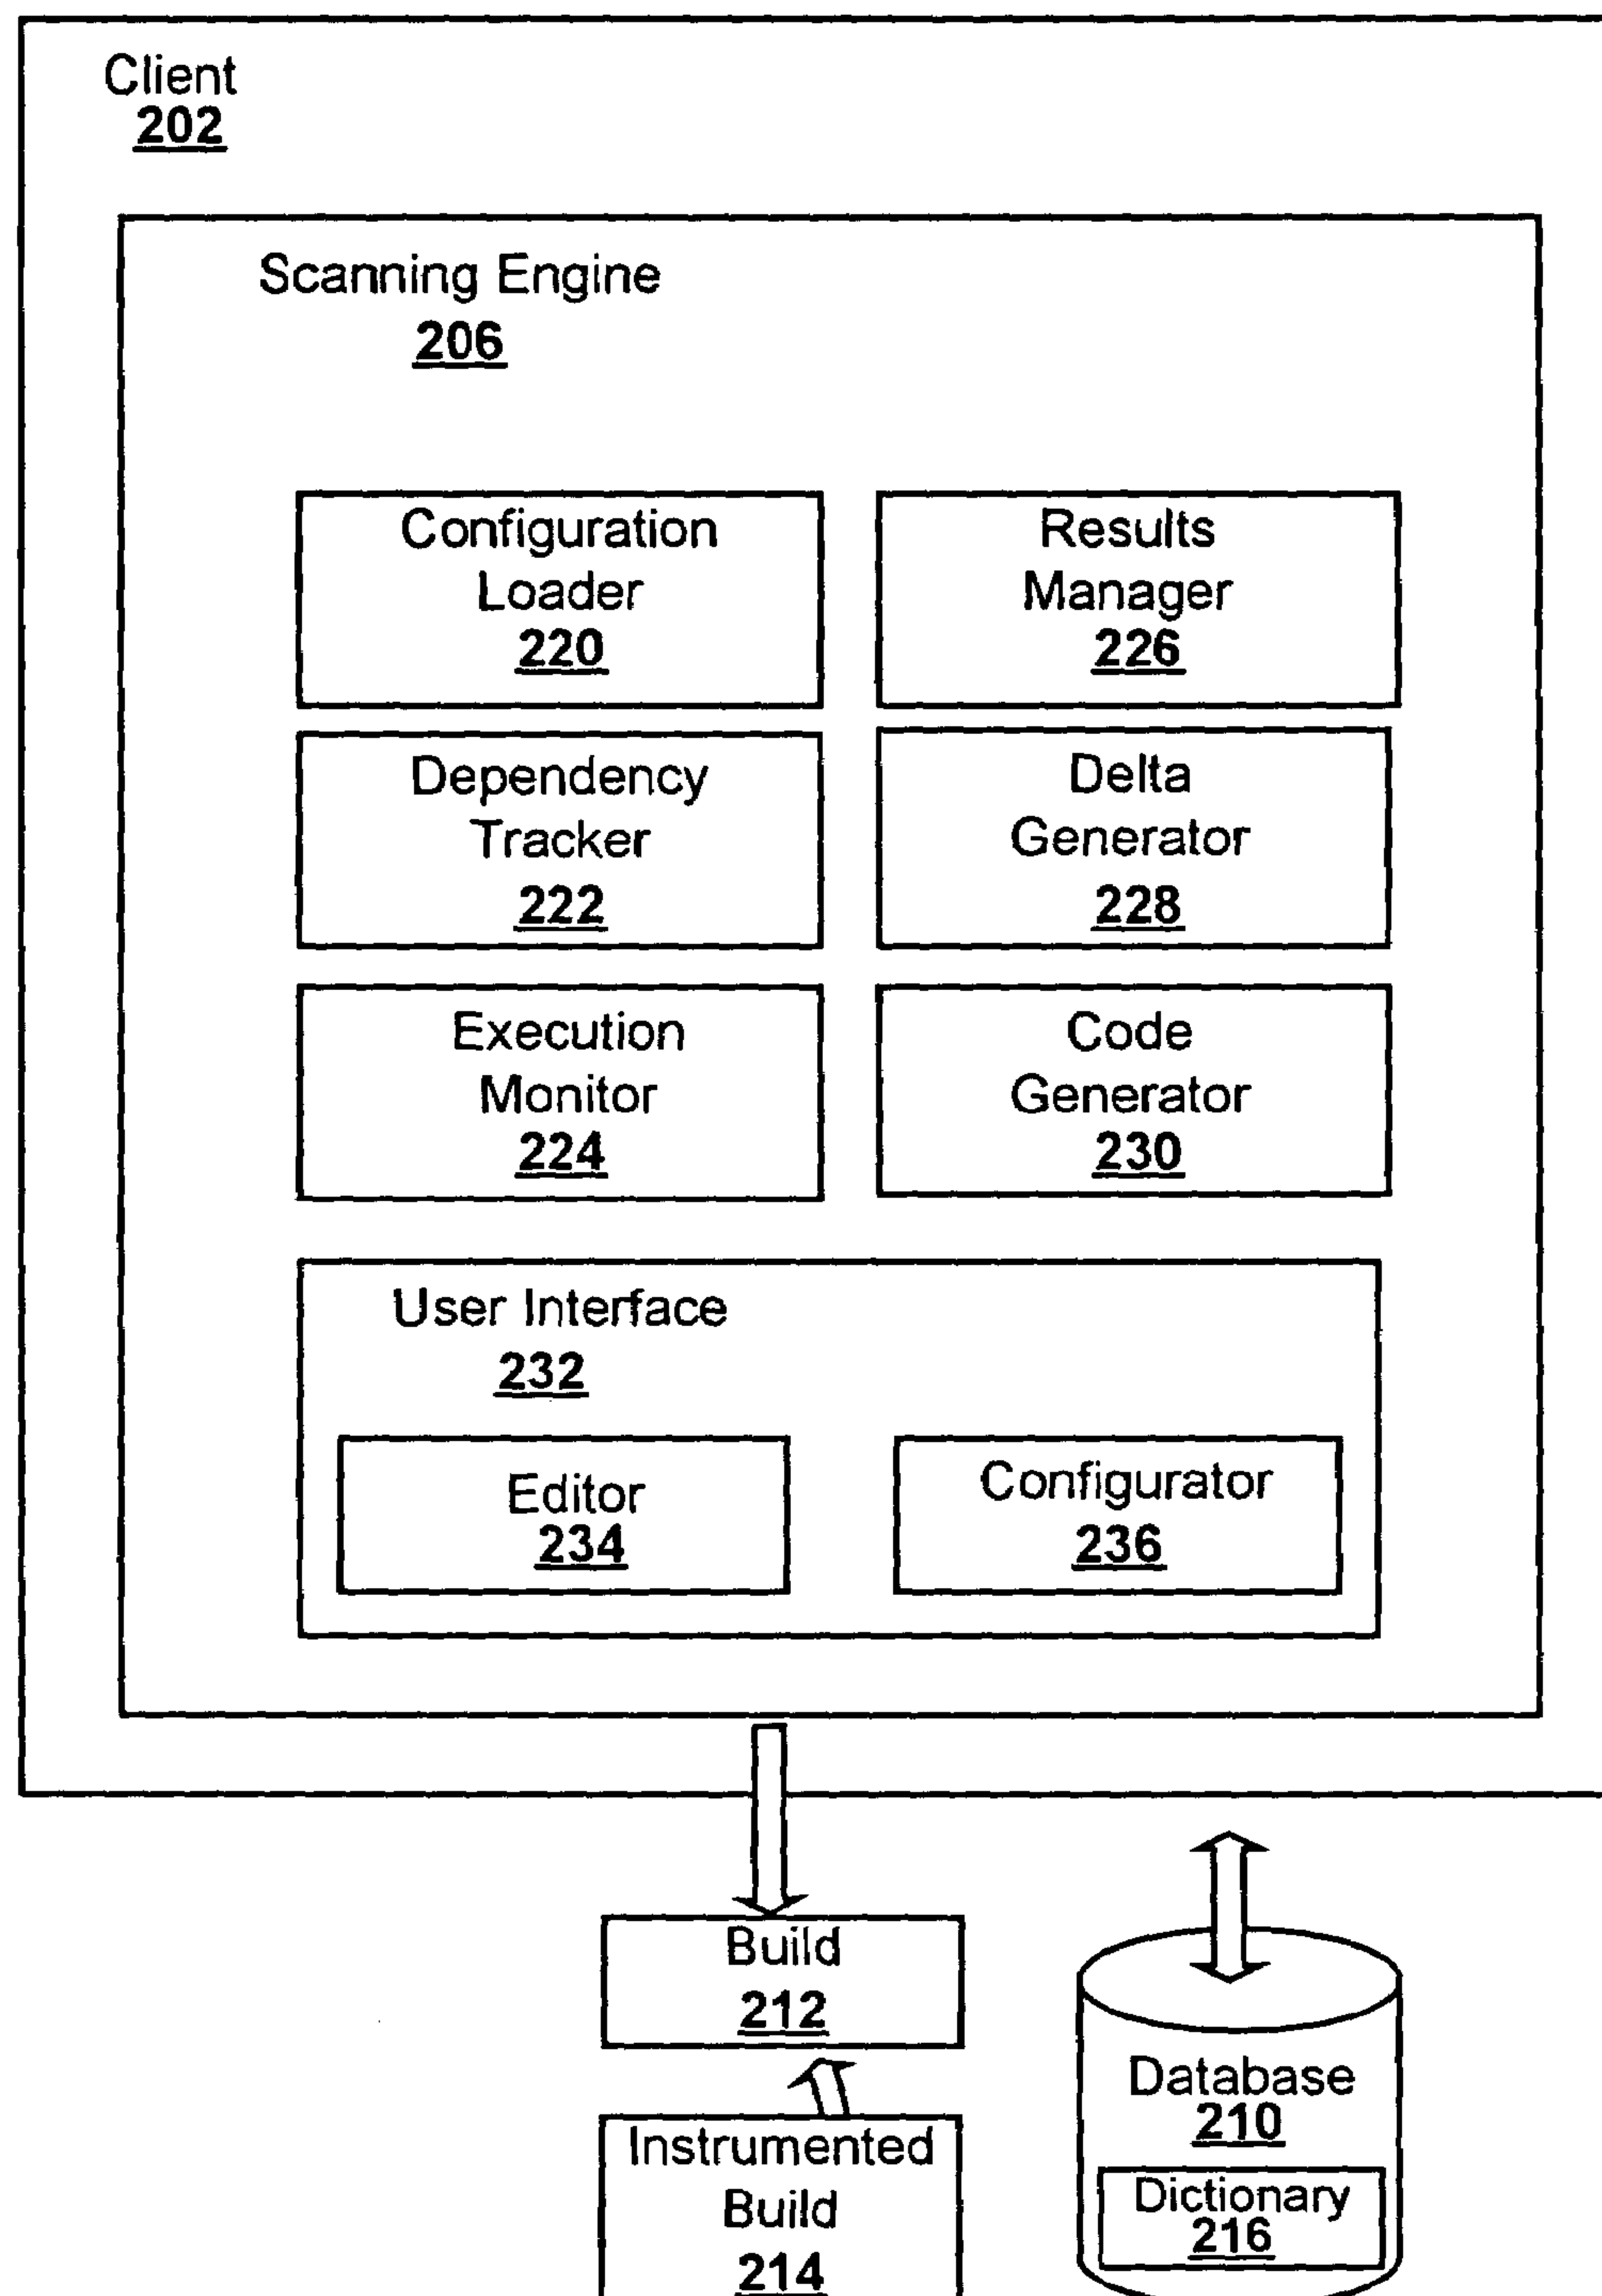 Client
202
Scanning Engine
206
Configuration
Loader
220
Results
Manager
226
Dependency
Tracker
222
Delta
Generator
228
Execution
Monitor
224
Code
Generator
230
User Interface
232
Editor
234
Configurator
236
Build
212
Instrumented
Build
214
Database
210
Dictionary
216